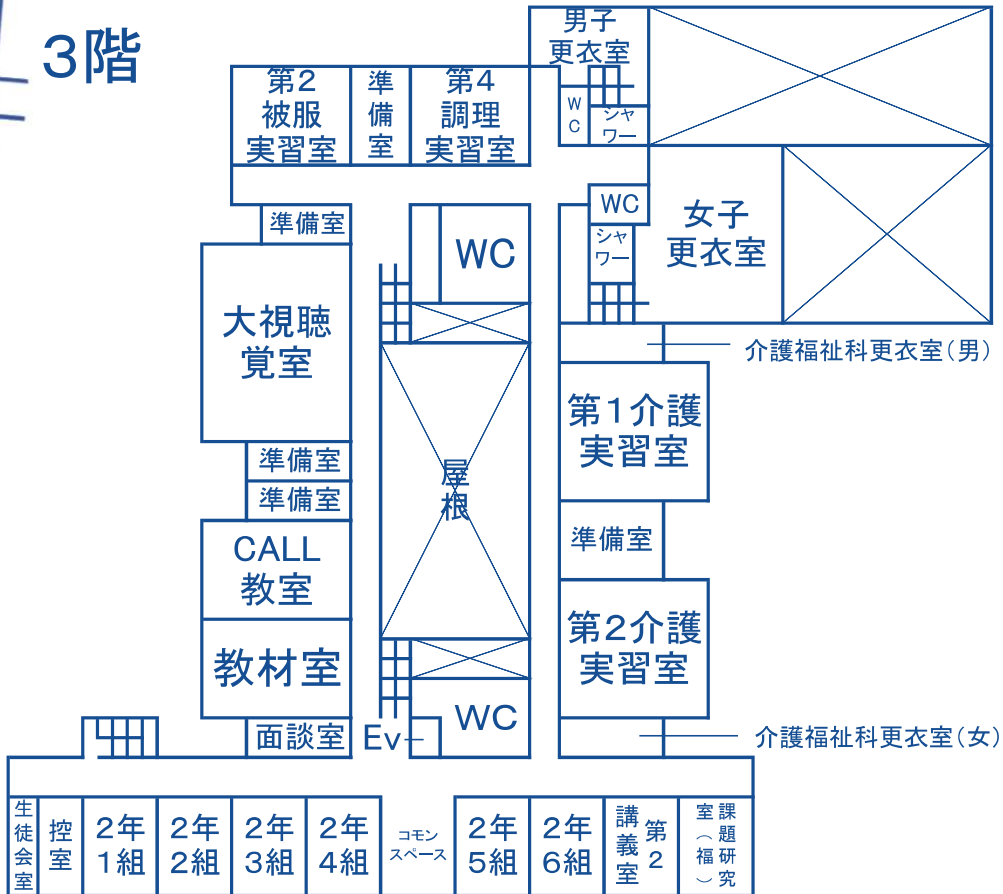 3階
男子
更衣室
第2
被服
実習室
準
備
室
第4
調理
実習室
WC
シャ
ワー
準備室
WC
WC
シャ
ワー
女子
更衣室
大視聴
覚室
介護福祉科更衣室(男)
第1介護
実習室
屋
根
準備室
準備室
準備室
CALL
教室
第2介護
実習室
教材室
面談室
Ev
WC
介護福祉科更衣室(女)
生徒会室
控室
2年
1組
2年
2組
2年
3組
2年
4組
コモン
スペース
2年
5組
2年
6組
第2
講義室
課題研究
室(福)